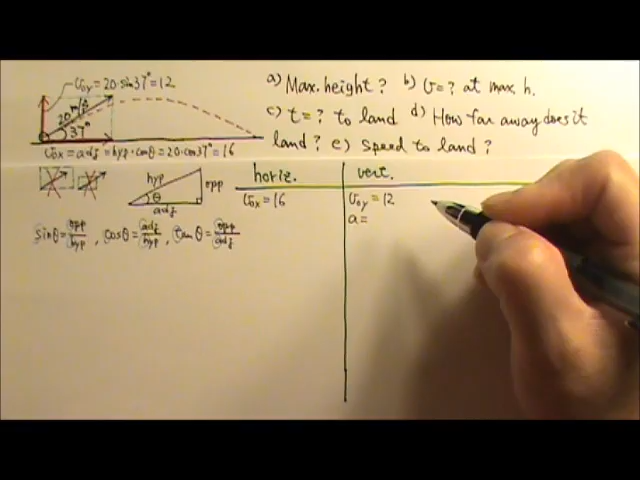 v₀y = 20·sin37° = 12
20 m/s
37°
v₀x = adj = hyp·cosθ = 20·cos37° = 16
a) Max. height? b) v=? at max h.
c) t=? to land d) How far away does it
land? e) Speed to land?
hyp
opp
θ
adj
sinθ = opp/hyp, cosθ = adj/hyp, tanθ = opp/adj
horiz. vert.
v₀x = 16 v₀y = 12
a =